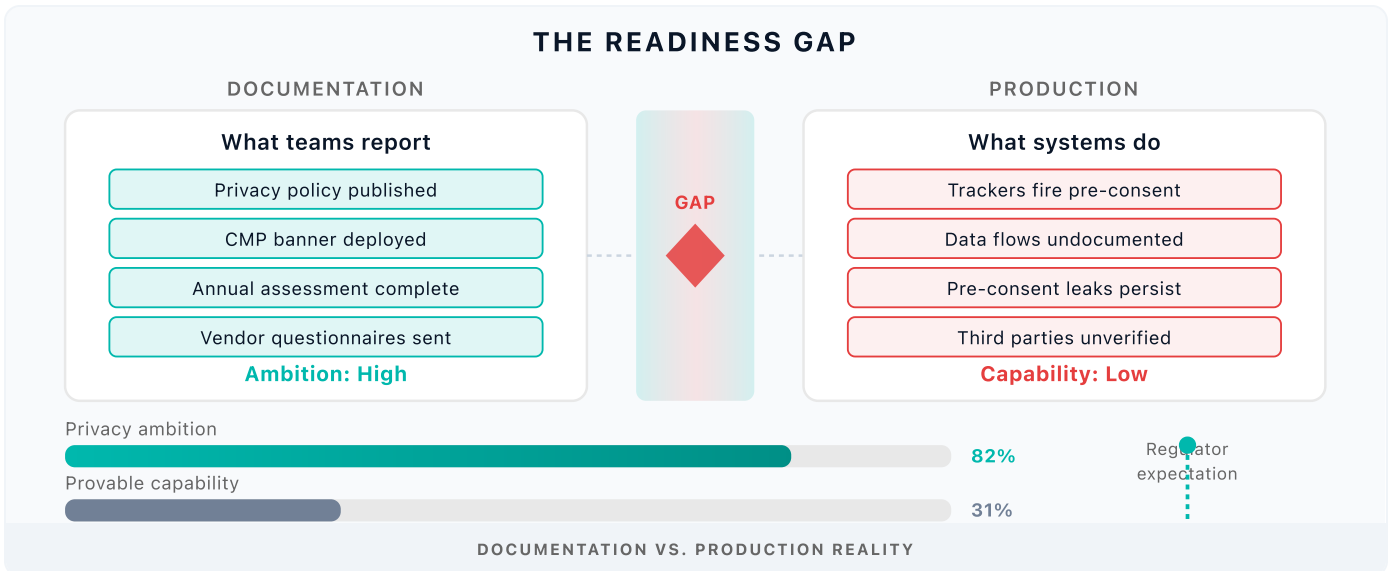 THE READINESS GAP
DOCUMENTATION
What teams report
Privacy policy published
CMP banner deployed
Annual assessment complete
Vendor questionnaires sent
Ambition: High
GAP
PRODUCTION
What systems do
Trackers fire pre-consent
Data flows undocumented
Pre-consent leaks persist
Third parties unverified
Capability: Low
Privacy ambition
82%
Provable capability
31%
Regulator
expectation
DOCUMENTATION VS. PRODUCTION REALITY